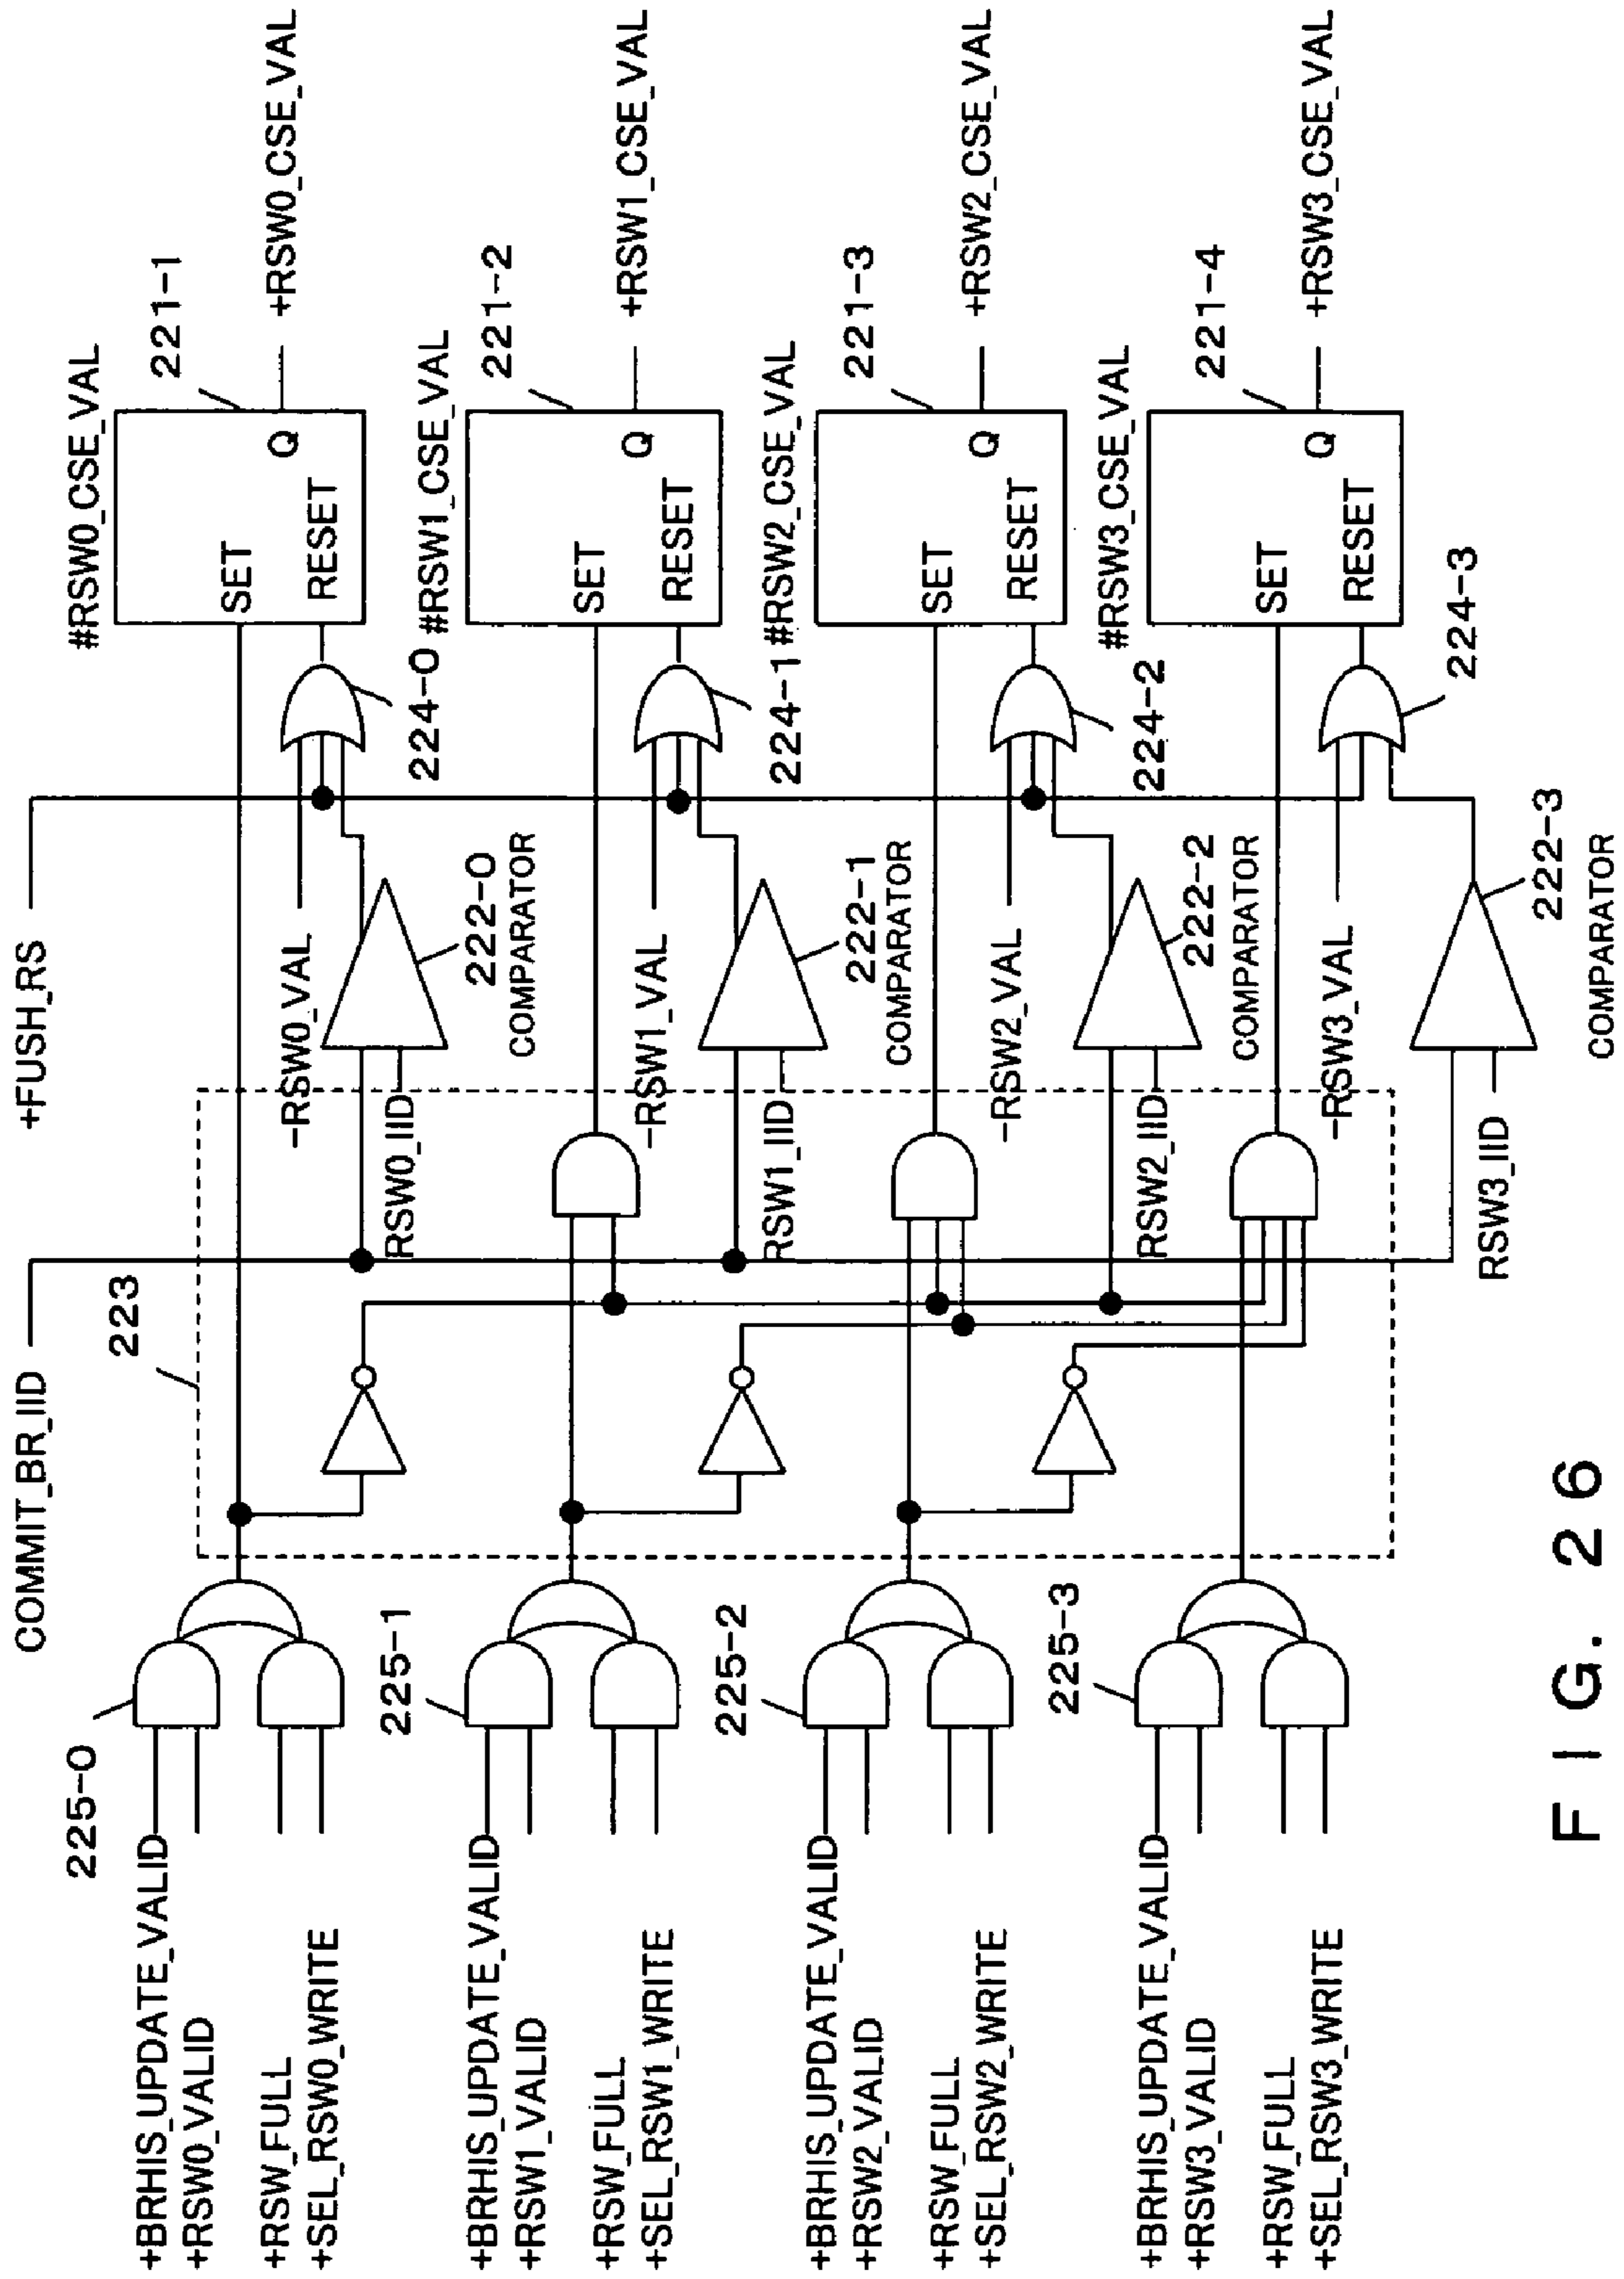 +BRHIS_UPDATE_VALID
+RSW0_VALID
+RSW_FULL
+SEL_RSW0_WRITE
225-0
COMMIT_BR_IID
223
+FUSH_RS
-RSW0_VAL
RSW0_IID
222-0
COMPARATOR
224-0
#RSW0_CSE_VAL
221-1
SET
RESET
Q
+RSW0_CSE_VAL
+BRHIS_UPDATE_VALID
+RSW1_VALID
+RSW_FULL
+SEL_RSW1_WRITE
225-1
-RSW1_VAL
RSW1_IID
222-1
COMPARATOR
224-1
#RSW1_CSE_VAL
221-2
SET
RESET
Q
+RSW1_CSE_VAL
+BRHIS_UPDATE_VALID
+RSW2_VALID
+RSW_FULL
+SEL_RSW2_WRITE
225-2
-RSW2_VAL
RSW2_IID
222-2
COMPARATOR
224-2
#RSW2_CSE_VAL
221-3
SET
RESET
Q
+RSW2_CSE_VAL
+BRHIS_UPDATE_VALID
+RSW3_VALID
+RSW_FULL
+SEL_RSW3_WRITE
225-3
-RSW3_VAL
RSW3_IID
222-3
COMPARATOR
224-3
#RSW3_CSE_VAL
221-4
SET
RESET
Q
+RSW3_CSE_VAL
FIG. 26